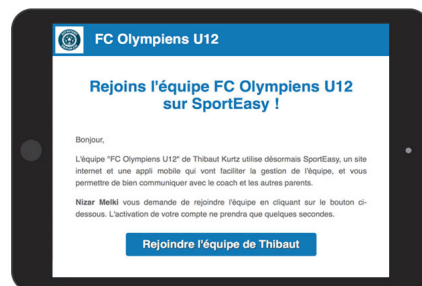 FC Olympiens U12
Rejoins l'équipe FC Olympiens U12
sur SportEasy !
Bonjour,
L'équipe "FC Olympiens U12" de Thibaut Kurtz utilise désormais SportEasy, un site
internet et une appli mobile qui vont faciliter la gestion de l'équipe, et vous
permettre de bien communiquer avec le coach et les autres parents.
Nizar Melki vous demande de rejoindre l'équipe en cliquant sur le bouton ci-
dessous. L'activation de votre compte ne prendra que quelques secondes.
Rejoindre l'équipe de Thibaut